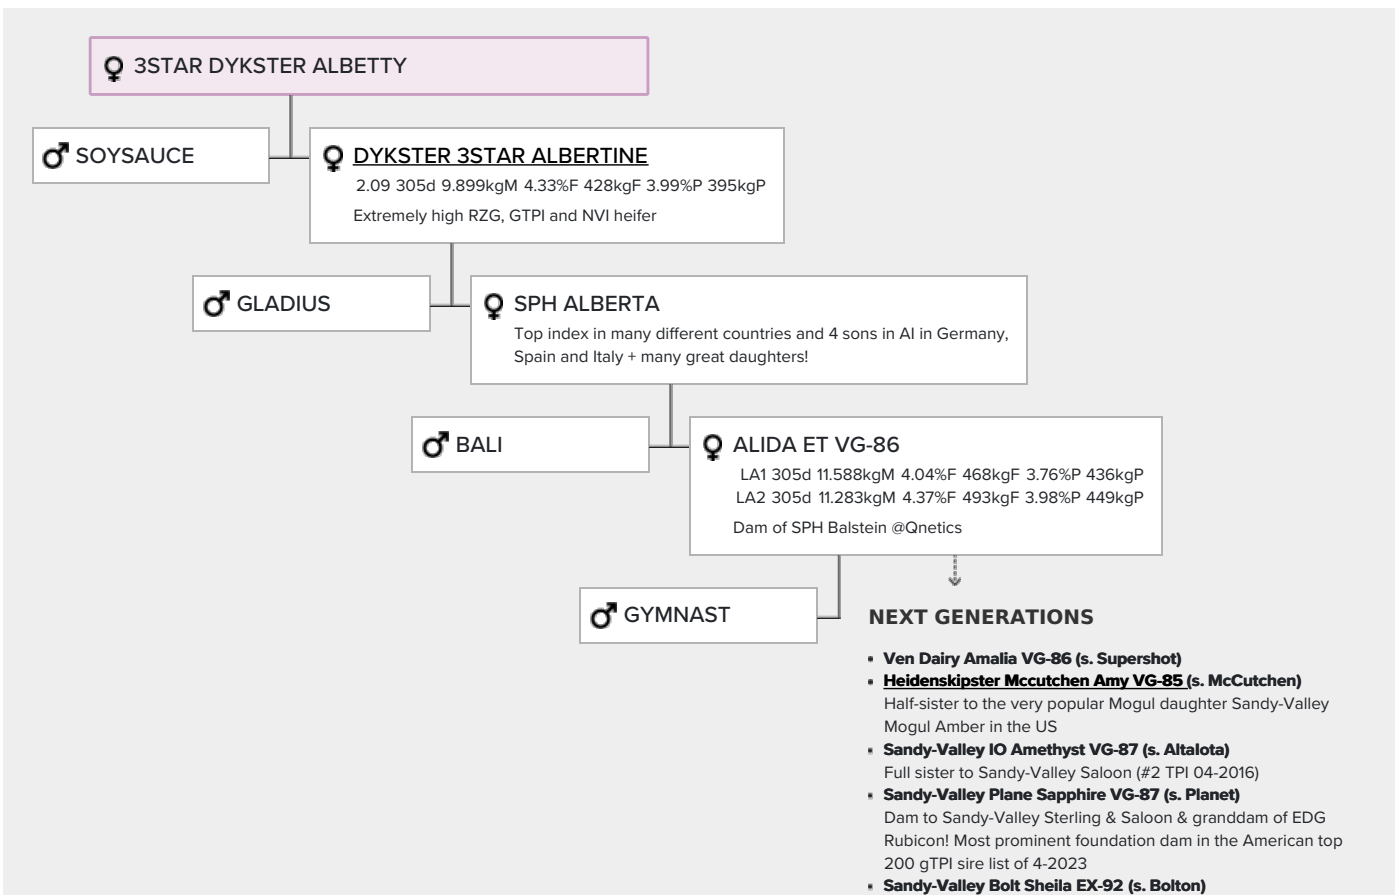 3STAR DYKSTER ALBETTY
SOYSAUCE
DYKSTER 3STAR ALBERTINE
2.09 305d 9.899kgM 4.33%F 428kgF 3.99%P 395kgP
Extremely high RZG, GTPI and NVI heifer
GLADIUS
SPH ALBERTA
Top index in many different countries and 4 sons in AI in Germany,
Spain and Italy + many great daughters!
BALI
ALIDA ET VG-86
LA1 305d 11.588kgM 4.04%F 468kgF 3.76%P 436kgP
LA2 305d 11.283kgM 4.37%F 493kgF 3.98%P 449kgP
Dam of SPH Balstein @Qnetics
GYMNAST
NEXT GENERATIONS
Ven Dairy Amalia VG-86 (s. Supershot)
Heidenskipster Mccutchen Amy VG-85 (s. McCutchen)
Half-sister to the very popular Mogul daughter Sandy-Valley
Mogul Amber in the US
Sandy-Valley IO Amethyst VG-87 (s. AltaIota)
Full sister to Sandy-Valley Saloon (#2 TPI 04-2016)
Sandy-Valley Plane Sapphire VG-87 (s. Planet)
Dam to Sandy-Valley Sterling & Saloon & granddam of EDG
Rubicon! Most prominent foundation dam in the American top
200 gTPI sire list of 4-2023
Sandy-Valley Bolt Sheila EX-92 (s. Bolton)